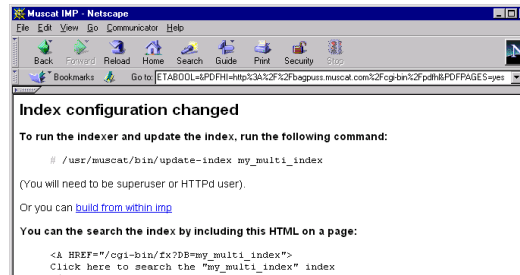 Muscat IMP - Netscape
File Edit View Go Communicator Help
Back Forward Reload Home Search Guide Print Security Stop
Bookmarks Go to: ETABOOL=&PDFHI=http%3A%2F%2Fbagpuss.muscat.com%2Fcgi-bin%2Fpdfhl&PDFPAGES=yes
Index configuration changed
To run the indexer and update the index, run the following command:
# /usr/muscat/bin/update-index my_multi_index
(You will need to be superuser or HTTPd user).
Or you can build from within imp
You can the search the index by including this HTML on a page:
<A HREF="/cgi-bin/fx?DB=my_multi_index">
Click here to search the "my_multi_index" index